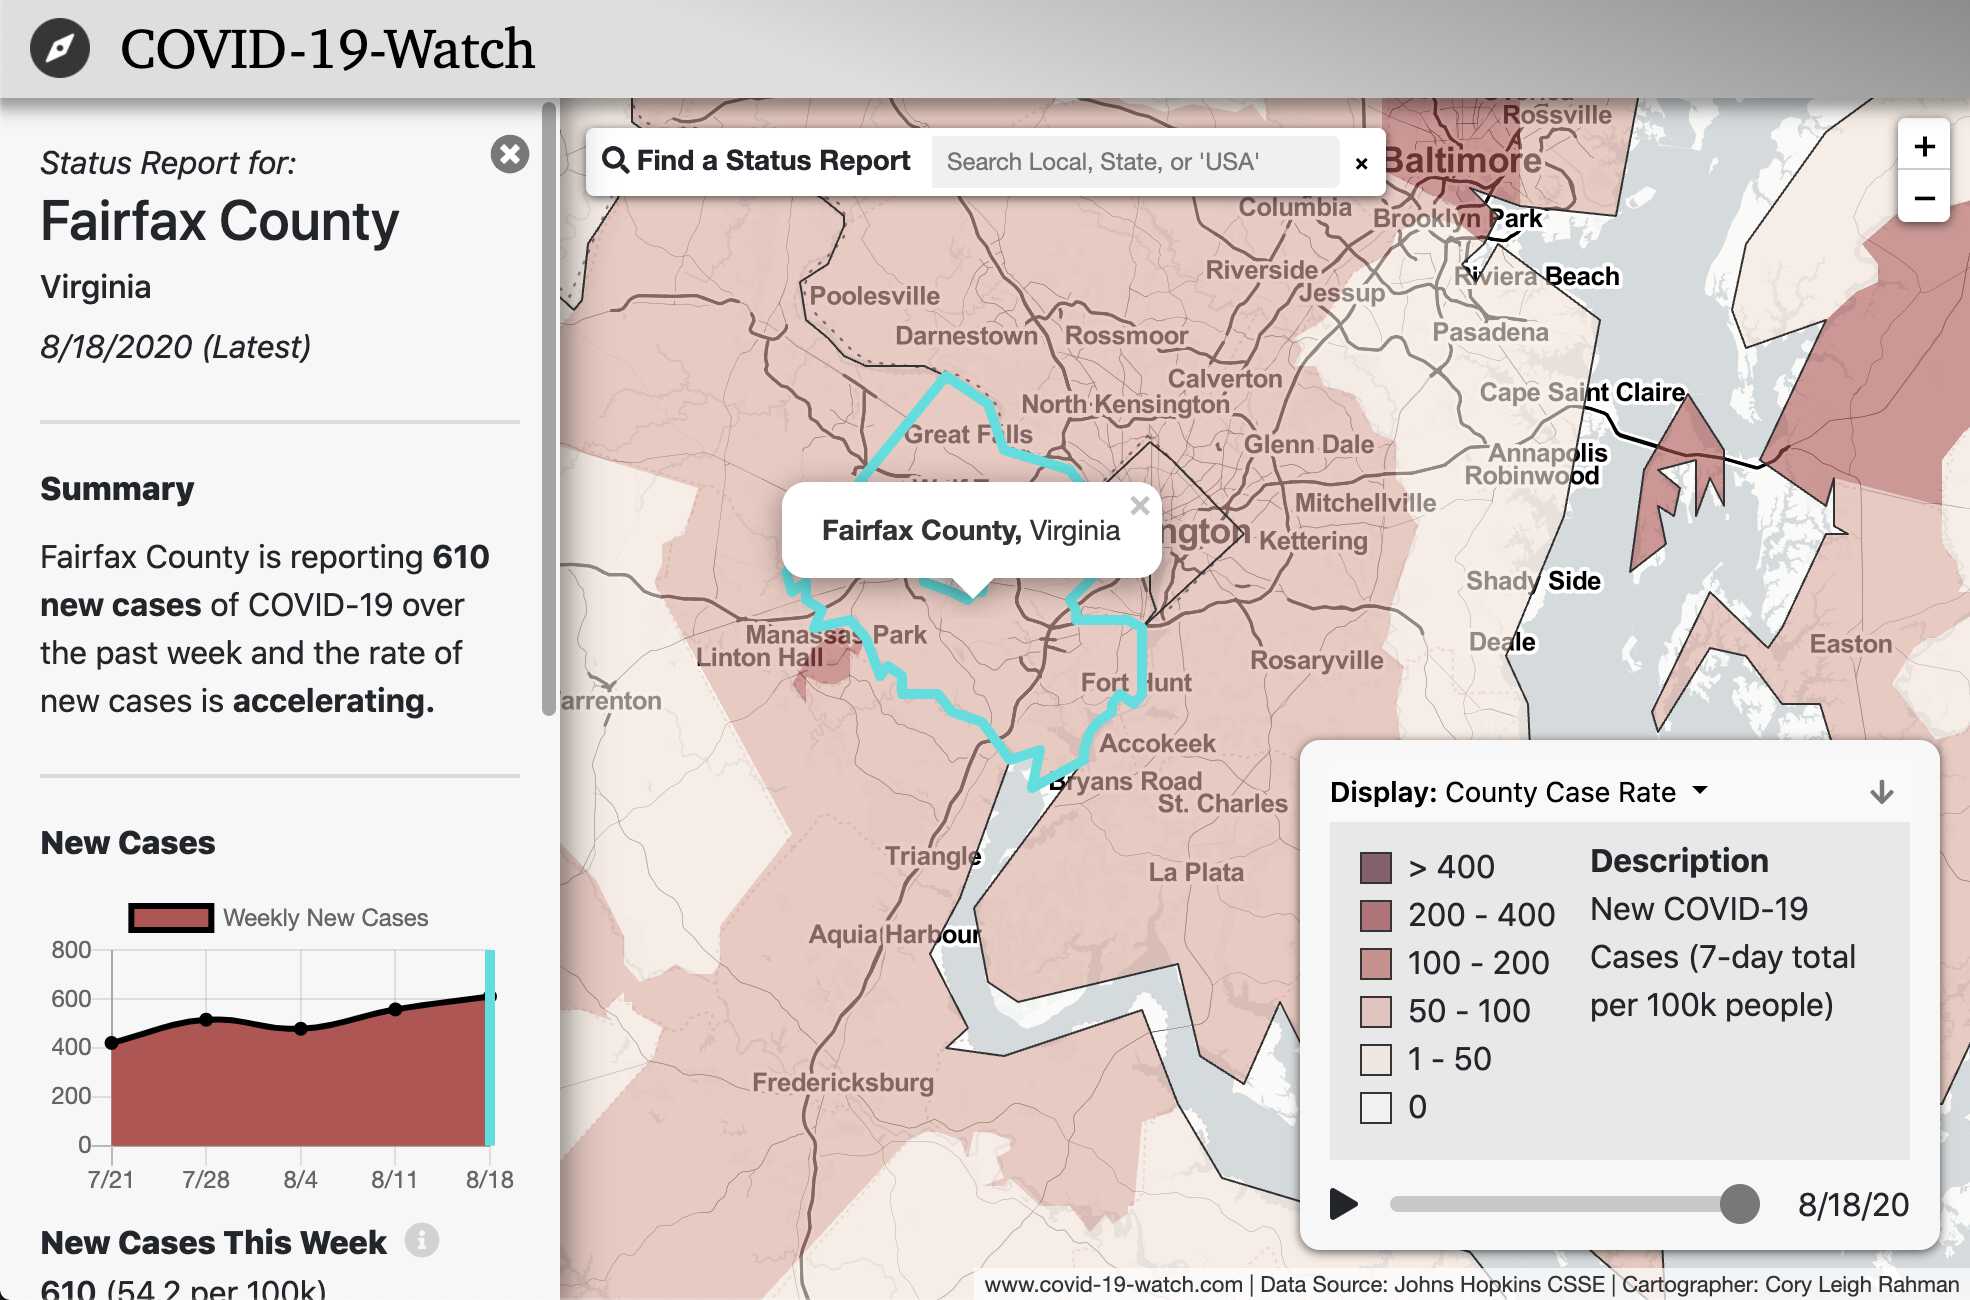 COVID-19-Watch
Status Report for:
Fairfax County
Virginia
8/18/2020 (Latest)
Summary
Fairfax County is reporting 610
new cases of COVID-19 over
the past week and the rate of
new cases is accelerating.
New Cases
Weekly New Cases
800
600
400
200
0
7/21 7/28 8/4 8/11 8/18
New Cases This Week
610 (54.2 per 100k)
Find a Status Report
Search Local, State, or 'USA'
×
+
−
Rossville
Baltimore
Columbia
Brooklyn Park
Riverside
Riviera Beach
Jessup
Poolesville
Darnestown
Rossmoor
Pasadena
Calverton
Cape Saint Claire
North Kensington
Great Falls
Glenn Dale
Annapolis
Robinwood
Mitchellville
Fairfax County, Virginia
×
ngton
Kettering
Shady Side
Manassas Park
Linton Hall
Deale
Easton
Rosaryville
Fort Hunt
arrenton
Accokeek
Bryans Road
St. Charles
Triangle
La Plata
Aquia Harbour
Fredericksburg
Display: County Case Rate
> 400
200 - 400
100 - 200
50 - 100
1 - 50
0
Description
New COVID-19
Cases (7-day total
per 100k people)
8/18/20
www.covid-19-watch.com | Data Source: Johns Hopkins CSSE | Cartographer: Cory Leigh Rahman